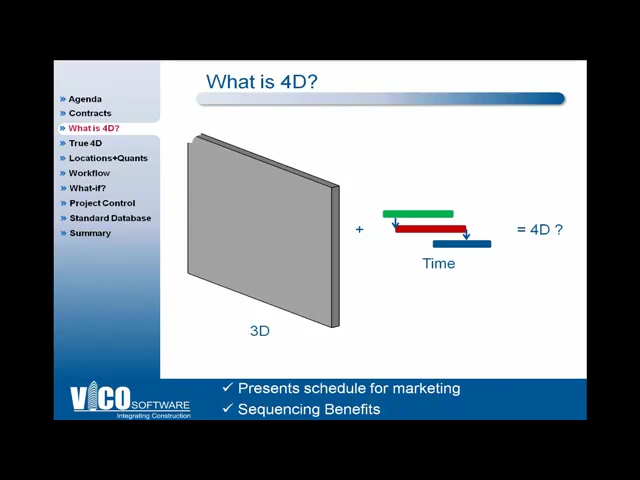 What is 4D?
Agenda
Contracts
What is 4D?
True 4D
Locations+Quants
Workflow
What-if?
Project Control
Standard Database
Summary
+
= 4D ?
Time
3D
VICO SOFTWARE
Integrating Construction
Presents schedule for marketing
Sequencing Benefits